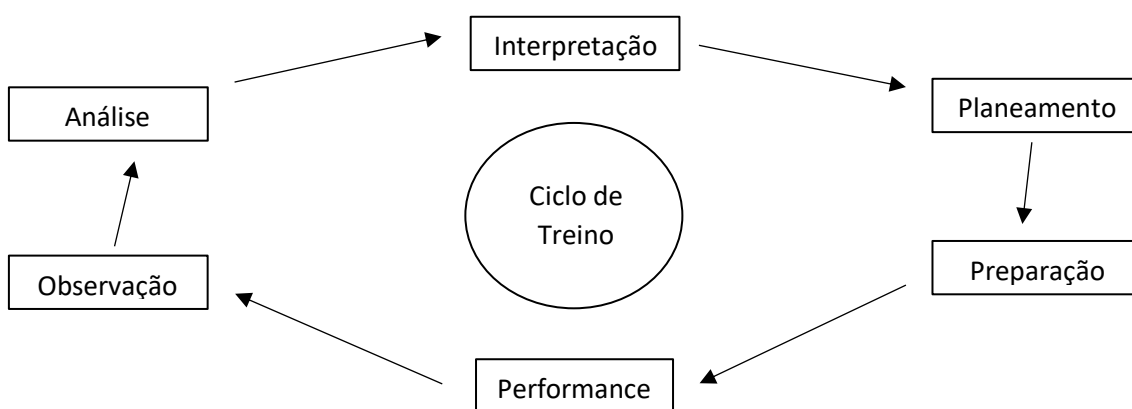 Interpretação
Análise
Planeamento
Ciclo de
Treino
Observação
Preparação
Performance